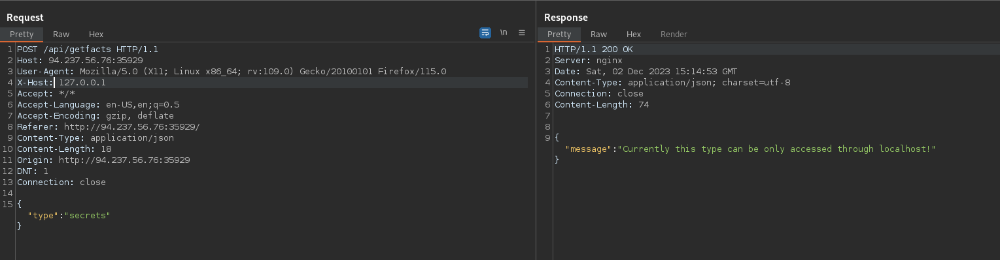 Request
Pretty Raw Hex
\n
1 POST /api/getfacts HTTP/1.1
2 Host: 94.237.56.76:35929
3 User-Agent: Mozilla/5.0 (X11; Linux x86_64; rv:109.0) Gecko/20100101 Firefox/115.0
4 X-Host: 127.0.0.1
5 Accept: */*
6 Accept-Language: en-US,en;q=0.5
7 Accept-Encoding: gzip, deflate
8 Referer: http://94.237.56.76:35929/
9 Content-Type: application/json
10 Content-Length: 18
11 Origin: http://94.237.56.76:35929
12 DNT: 1
13 Connection: close
14
15 {
"type":"secrets"
}
Response
Pretty Raw Hex Render
1 HTTP/1.1 200 OK
2 Server: nginx
3 Date: Sat, 02 Dec 2023 15:14:53 GMT
4 Content-Type: application/json; charset=utf-8
5 Connection: close
6 Content-Length: 74
7
8
9 {
"message":"Currently this type can be only accessed through localhost!"
}